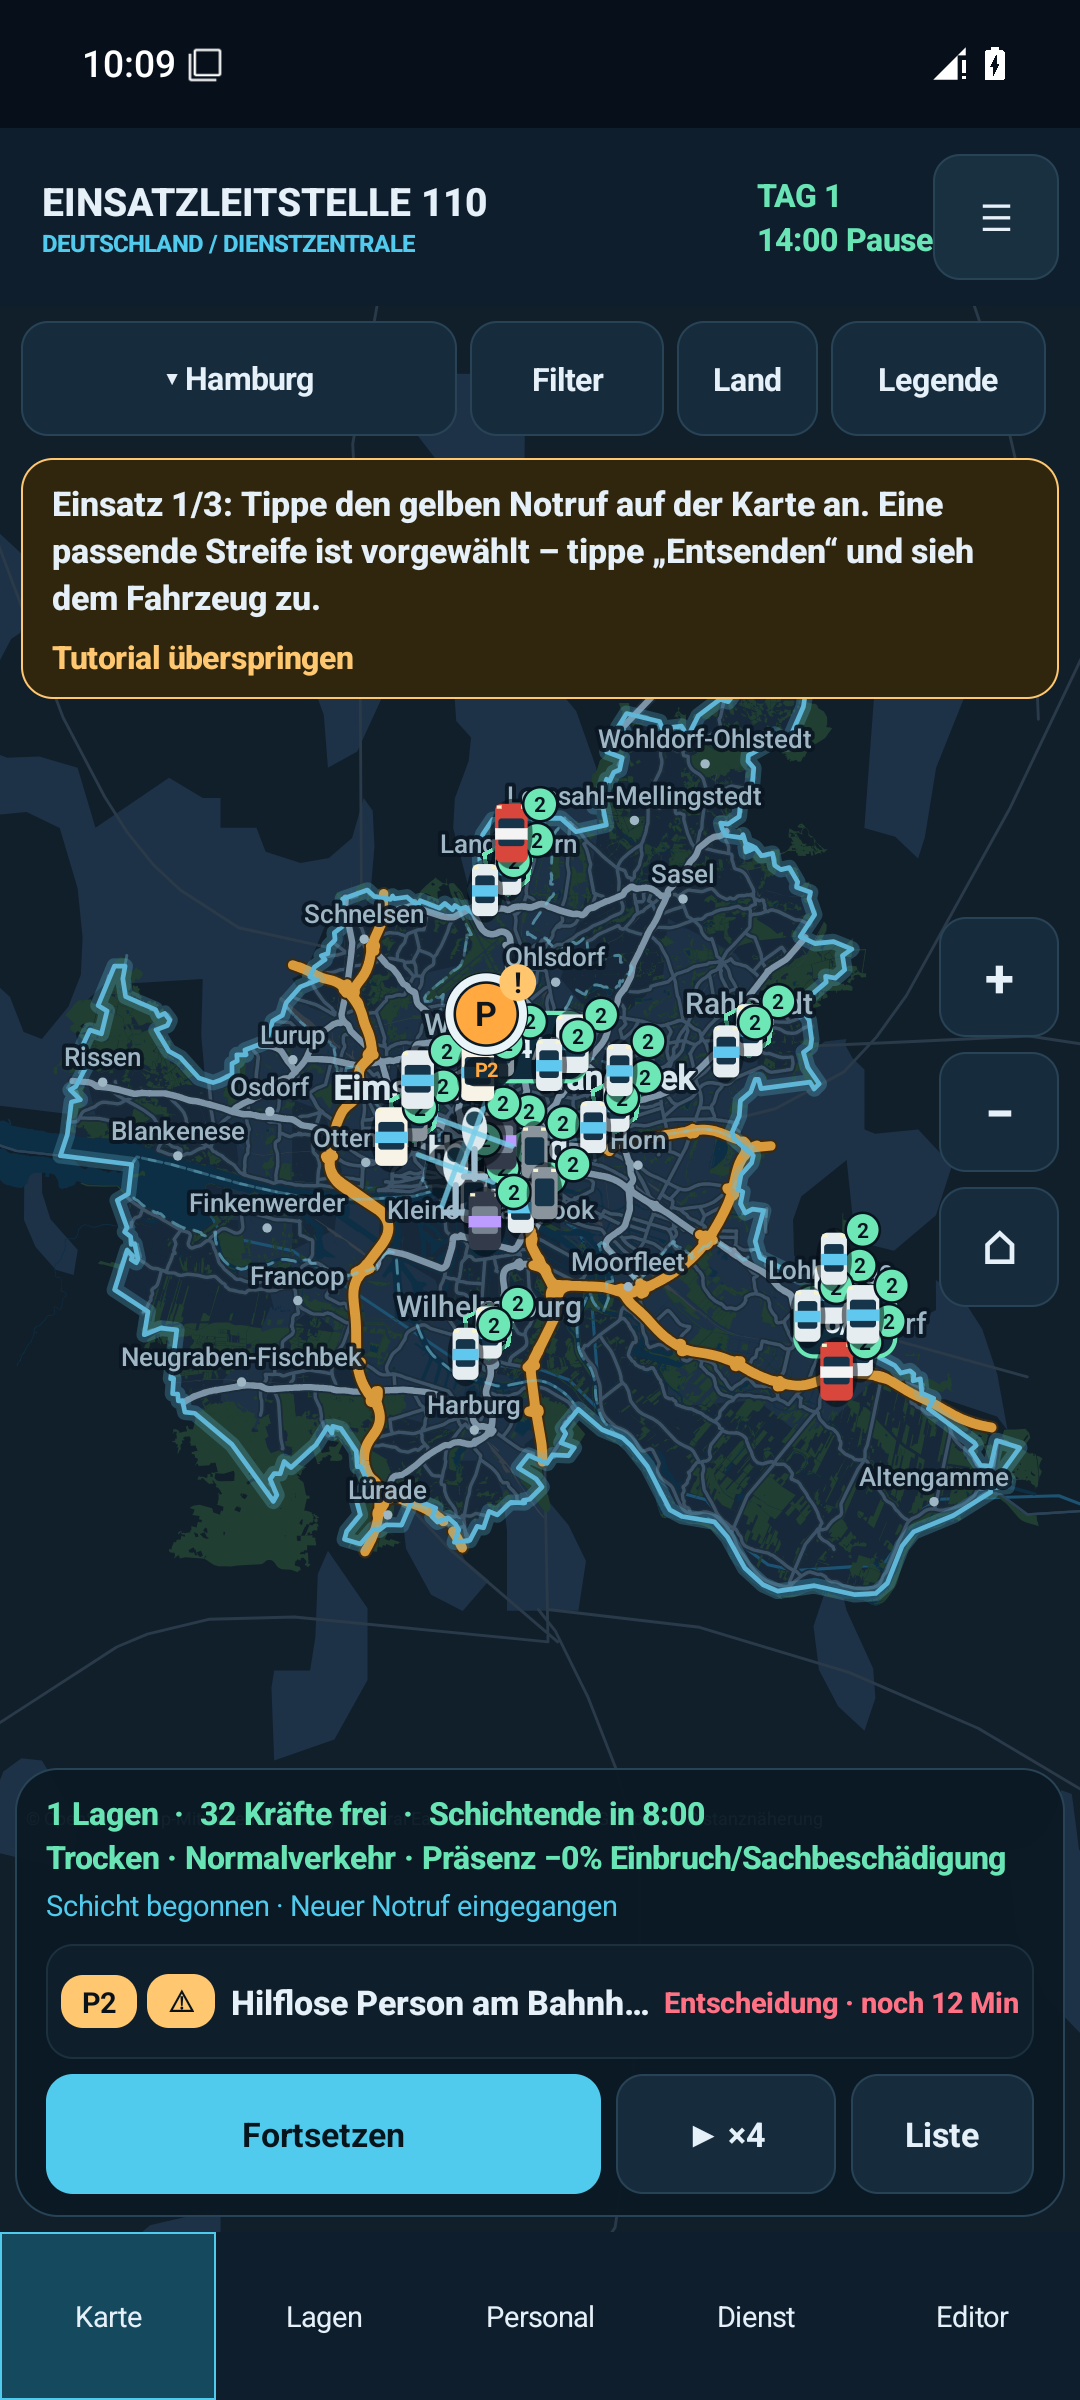 10:09
EINSATZLEITSTELLE 110
DEUTSCHLAND / DIENSTZENTRALE
TAG 1
14:00 Pause
▾ Hamburg
Filter
Land
Legende
Einsatz 1/3: Tippe den gelben Notruf auf der Karte an. Eine
passende Streife ist vorgewählt – tippe „Entsenden“ und sieh
dem Fahrzeug zu.
Tutorial überspringen
Wohldorf-Ohlstedt
sahl-Mellingstedt
Sasel
Schnelsen
Ohlsdorf
Lurup
Rissen
Osdorf
Blankenese
Horn
Finkenwerder
Moorfleet
Francop
Neugraben-Fischbek
Harburg
Lürade
Altengamme
P
!
P2
+
−
1 Lagen · 32 Kräfte frei · Schichtende in 8:00
Trocken · Normalverkehr · Präsenz −0% Einbruch/Sachbeschädigung
Schicht begonnen · Neuer Notruf eingegangen
P2 ⚠ Hilflose Person am Bahnh… Entscheidung · noch 12 Min
Fortsetzen
▶ ×4
Liste
Karte
Lagen
Personal
Dienst
Editor